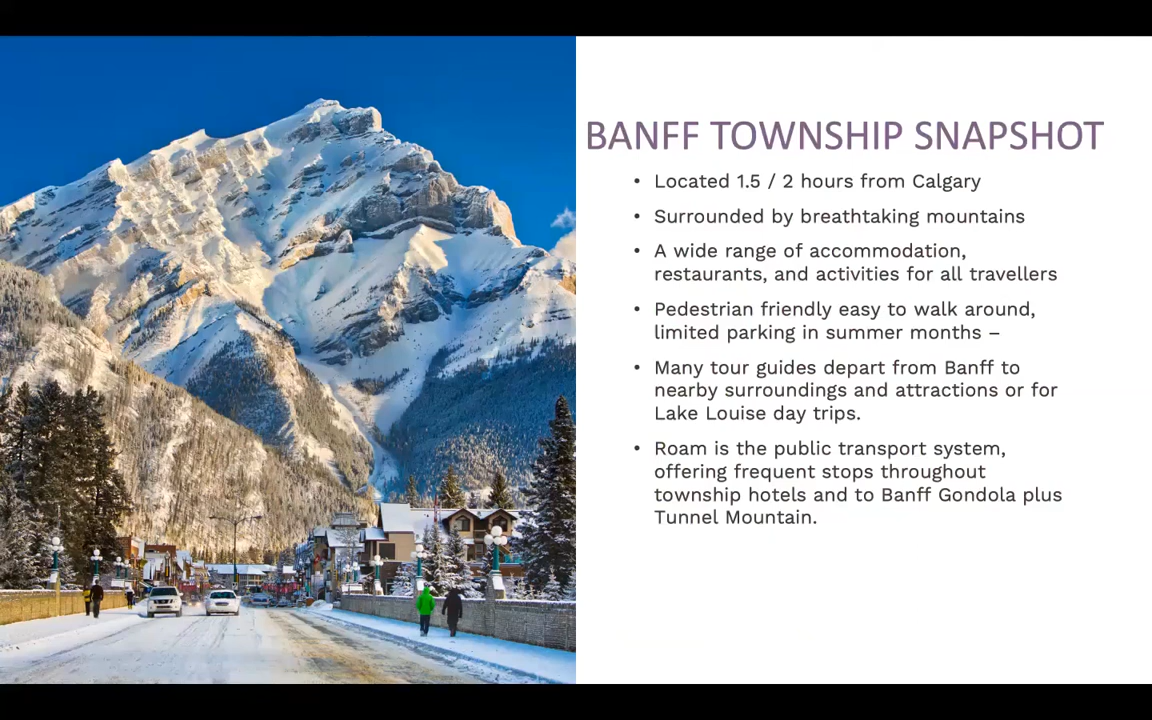 BANFF TOWNSHIP SNAPSHOT
• Located 1.5 / 2 hours from Calgary
• Surrounded by breathtaking mountains
• A wide range of accommodation,
restaurants, and activities for all travellers
• Pedestrian friendly easy to walk around,
limited parking in summer months –
• Many tour guides depart from Banff to
nearby surroundings and attractions or for
Lake Louise day trips.
• Roam is the public transport system,
offering frequent stops throughout
township hotels and to Banff Gondola plus
Tunnel Mountain.